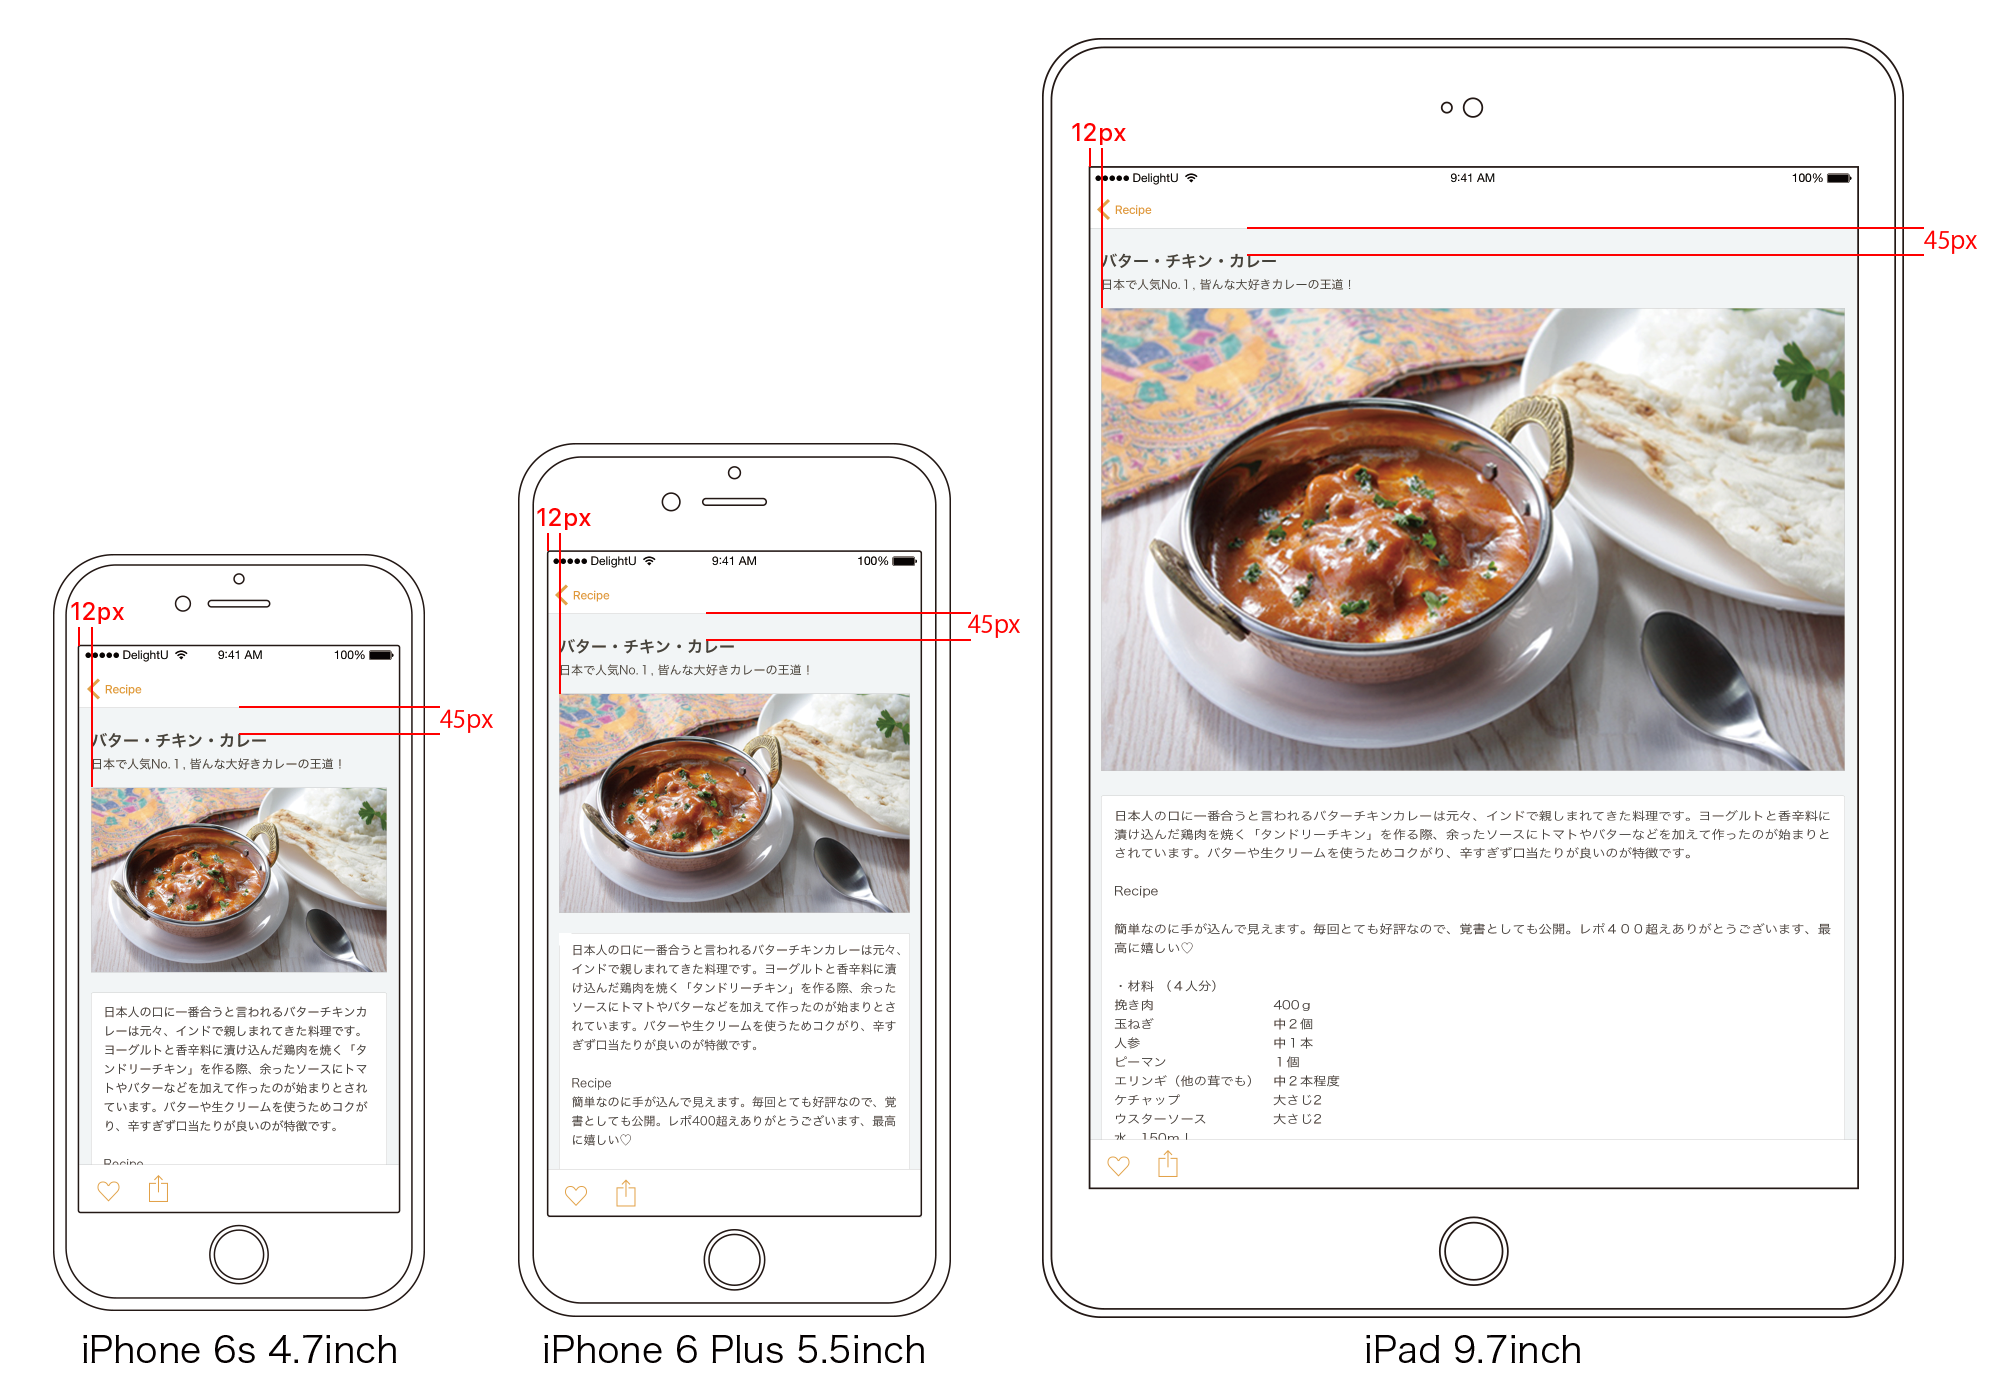 12px
DelightU
9:41 AM
100%
Recipe
45px
バター・チキン・カレー
日本で人気No.１, 皆んな大好きカレーの王道！
日本人の口に一番合うと言われるバターチキンカ
レーは元々、インドで親しまれてきた料理です。
ヨーグルトと香辛料に漬け込んだ鶏肉を焼く「タ
ンドリーチキン」を作る際、余ったソースにトマ
トやバターなどを加えて作ったのが始まりとされ
ています。バターや生クリームを使うためコクが
り、辛すぎず口当たりが良いのが特徴です。
Recipe
iPhone 6s 4.7inch
12px
DelightU
9:41 AM
100%
Recipe
45px
バター・チキン・カレー
日本で人気No.１, 皆んな大好きカレーの王道！
日本人の口に一番合うと言われるバターチキンカレーは元々、
インドで親しまれてきた料理です。ヨーグルトと香辛料に漬
け込んだ鶏肉を焼く「タンドリーチキン」を作る際、余った
ソースにトマトやバターなどを加えて作ったのが始まりとさ
れています。バターや生クリームを使うためコクがり、辛す
ぎず口当たりが良いのが特徴です。
Recipe
簡単なのに手が込んで見えます。毎回とても好評なので、覚
書としても公開。レポ400超えありがとうございます、最高
に嬉しい♡
iPhone 6 Plus 5.5inch
12px
DelightU
9:41 AM
100%
Recipe
45px
バター・チキン・カレー
日本で人気No.１, 皆んな大好きカレーの王道！
日本人の口に一番合うと言われるバターチキンカレーは元々、インドで親しまれてきた料理です。ヨーグルトと香辛料に
漬け込んだ鶏肉を焼く「タンドリーチキン」を作る際、余ったソースにトマトやバターなどを加えて作ったのが始まりと
されています。バターや生クリームを使うためコクがり、辛すぎず口当たりが良いのが特徴です。
Recipe
簡単なのに手が込んで見えます。毎回とても好評なので、覚書としても公開。レポ４００超えありがとうございます、最
高に嬉しい♡
・材料 （４人分）
挽き肉 400ｇ
玉ねぎ 中２個
人参 中１本
ピーマン １個
エリンギ（他の茸でも） 中２本程度
ケチャップ 大さじ2
ウスターソース 大さじ2
水 150ｍｌ
iPad 9.7inch